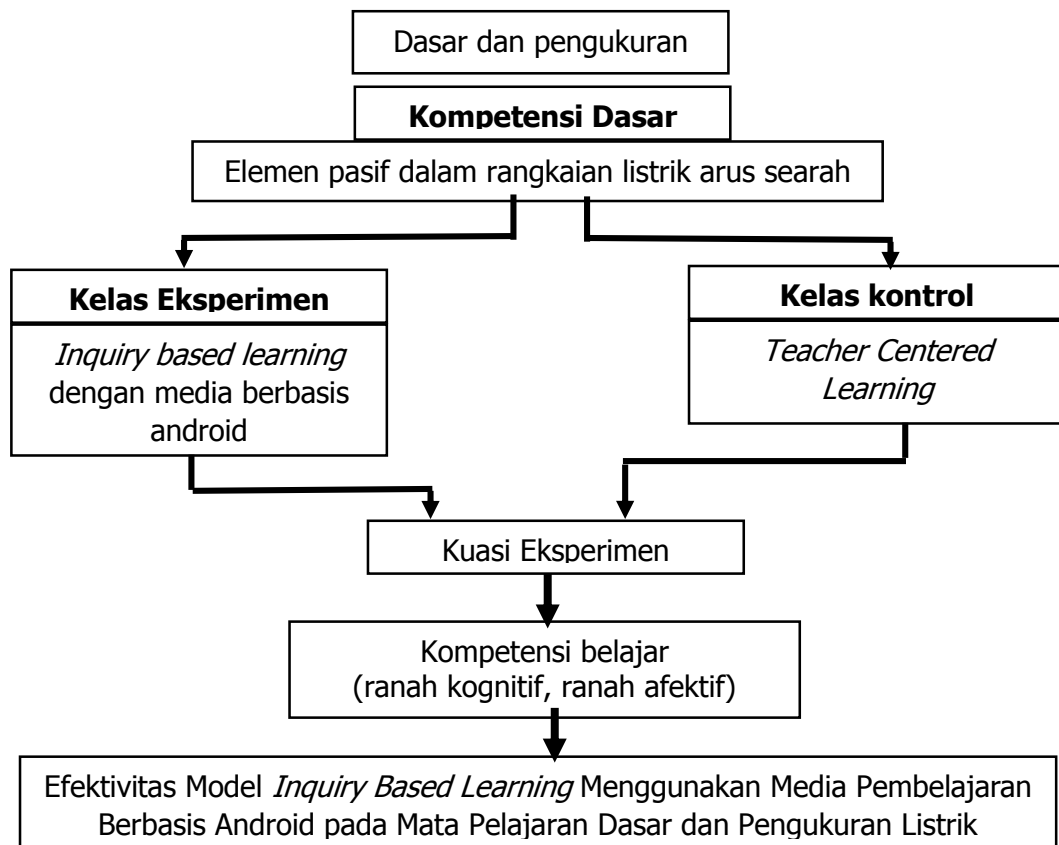 Dasar dan pengukuran
Kompetensi Dasar
Elemen pasif dalam rangkaian listrik arus searah
Kelas Eksperimen
Inquiry based learning
dengan media berbasis
android
Kelas kontrol
Teacher Centered
Learning
Kuasi Eksperimen
Kompetensi belajar
(ranah kognitif, ranah afektif)
Efektivitas Model Inquiry Based Learning Menggunakan Media Pembelajaran
Berbasis Android pada Mata Pelajaran Dasar dan Pengukuran Listrik